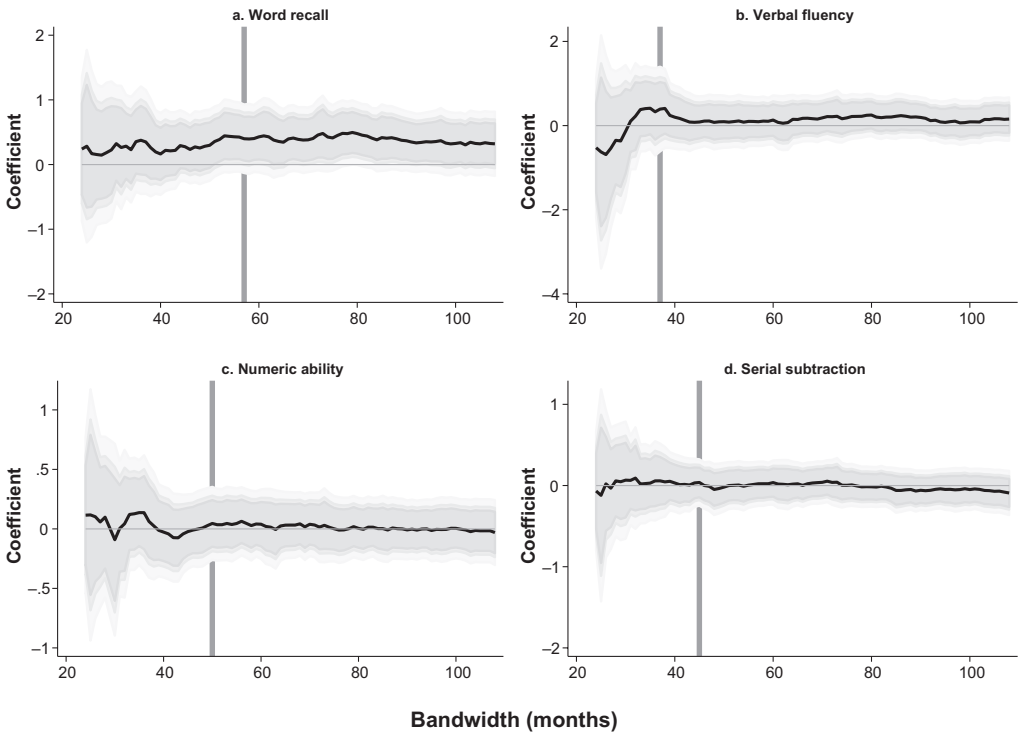 a. Word recall
Coefficient
2
1
0
–1
–2
20 40 60 80 100
b. Verbal fluency
Coefficient
2
0
–2
–4
20 40 60 80 100
c. Numeric ability
Coefficient
1
.5
0
–.5
–1
20 40 60 80 100
d. Serial subtraction
Coefficient
1
0
–1
–2
20 40 60 80 100
Bandwidth (months)